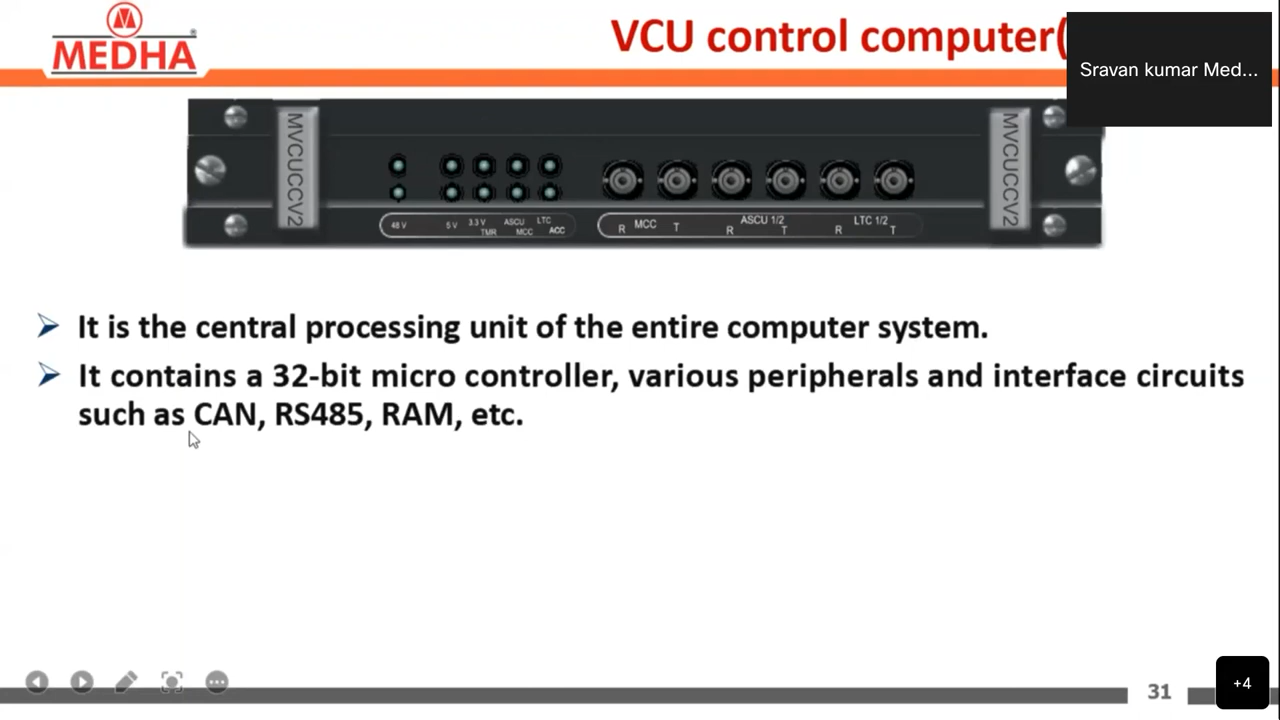 MEDHA
VCU control computer(
Sravan kumar Med...
MVCUCCV2
MVCUCCV2
48 V
5 V 3.3 V ASCU LTC
TMR MCC ACC
R MCC T ASCU 1/2 LTC 1/2
R T R T
It is the central processing unit of the entire computer system.
It contains a 32-bit micro controller, various peripherals and interface circuits
such as CAN, RS485, RAM, etc.
31
+4